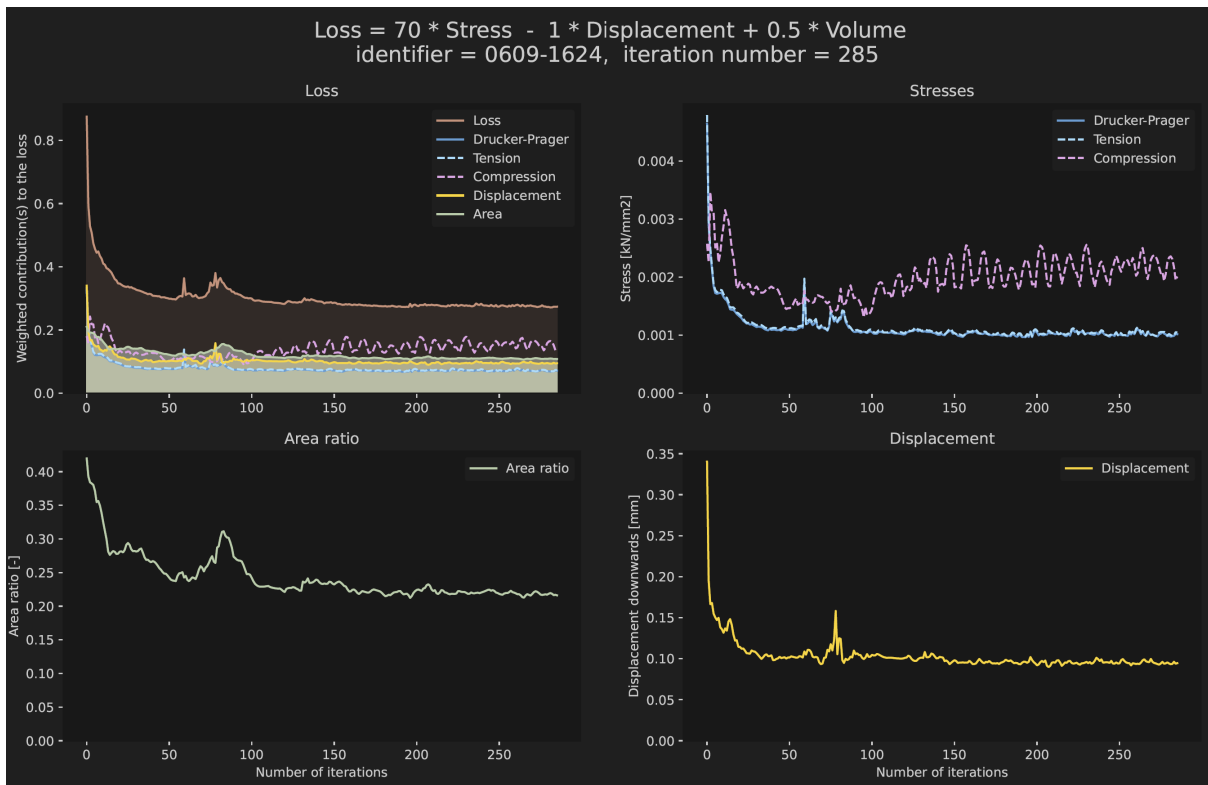 Loss = 70 * Stress  -  1 * Displacement + 0.5 * Volume
identifier = 0609-1624,  iteration number = 285
Loss
Weighted contribution(s) to the loss
0.8
0.6
0.4
0.2
0.0
0 50 100 150 200 250
Loss
Drucker-Prager
Tension
Compression
Displacement
Area
Stresses
Stress [kN/mm2]
0.004
0.003
0.002
0.001
0.000
0 50 100 150 200 250
Drucker-Prager
Tension
Compression
Area ratio
Area ratio [-]
0.40
0.35
0.30
0.25
0.20
0.15
0.10
0.05
0.00
0 50 100 150 200 250
Number of iterations
Area ratio
Displacement
Displacement downwards [mm]
0.35
0.30
0.25
0.20
0.15
0.10
0.05
0.00
0 50 100 150 200 250
Number of iterations
Displacement